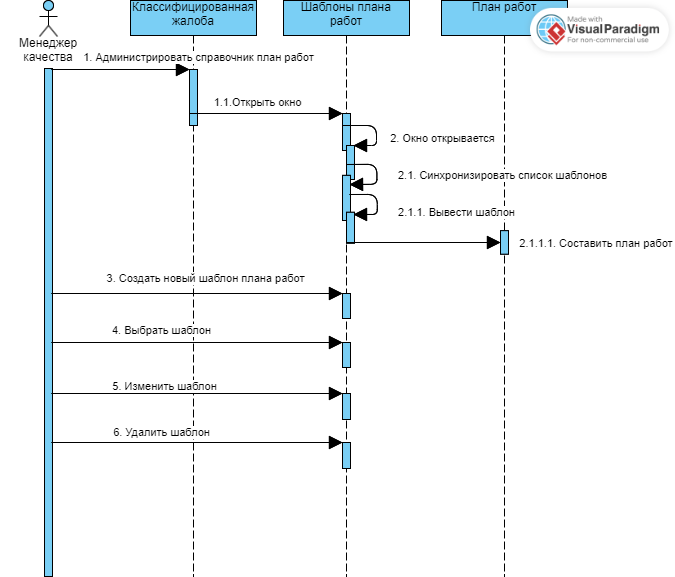 Классифицированная
жалоба
Шаблоны плана
работ
План работ
Made with
VisualParadigm
For non-commercial use
Менеджер
качества
1. Администрировать справочник план работ
1.1.Открыть окно
2. Окно открывается
2.1. Синхронизировать список шаблонов
2.1.1. Вывести шаблон
2.1.1.1. Составить план работ
3. Создать новый шаблон плана работ
4. Выбрать шаблон
5. Изменить шаблон
6. Удалить шаблон